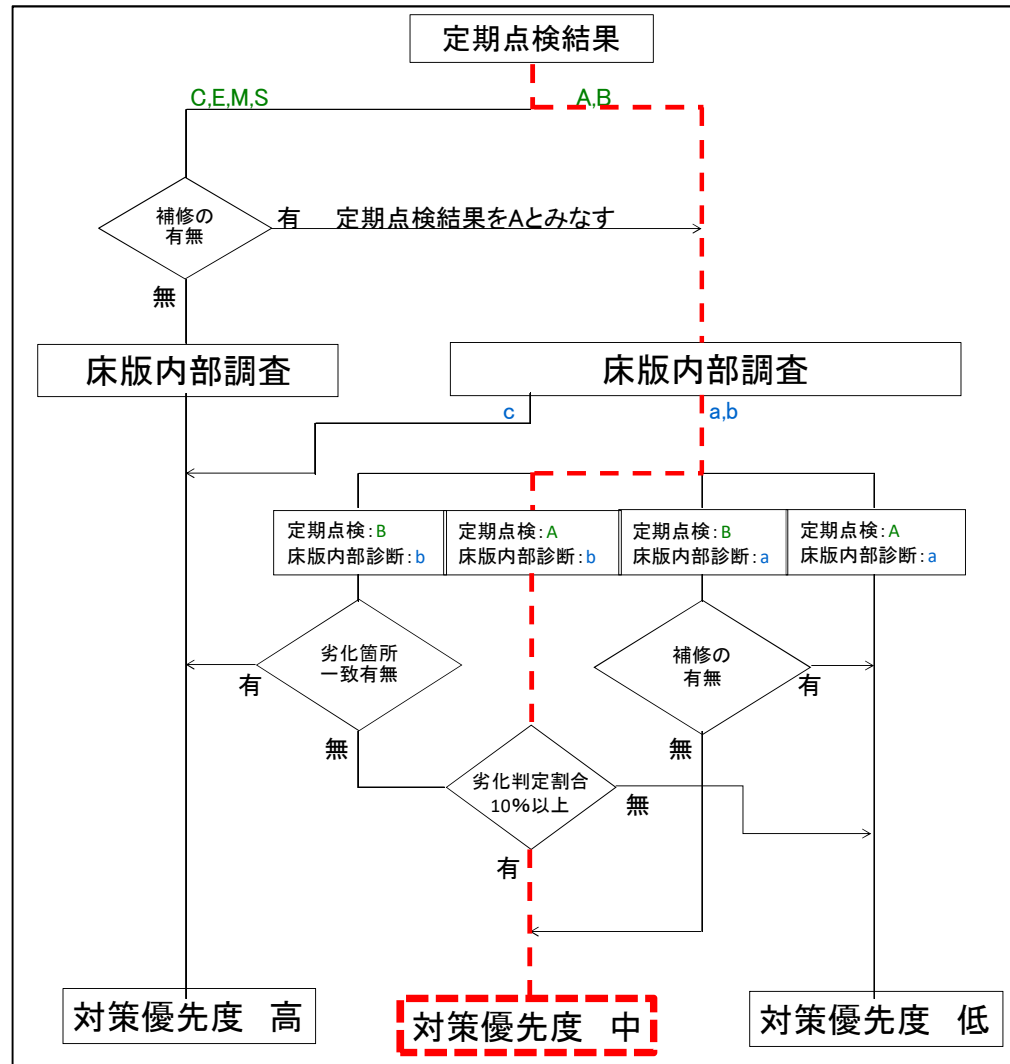 定期点検結果
C,E,M,S
A,B
補修の
有無
有
定期点検結果をAとみなす
無
床版内部調査
床版内部調査
c
a,b
定期点検：B
床版内部診断：b
定期点検：A
床版内部診断：b
定期点検：B
床版内部診断：a
定期点検：A
床版内部診断：a
劣化箇所
一致有無
有
補修の
有無
有
無
無
劣化判定割合
10%以上
無
有
対策優先度　高
対策優先度　中
対策優先度　低